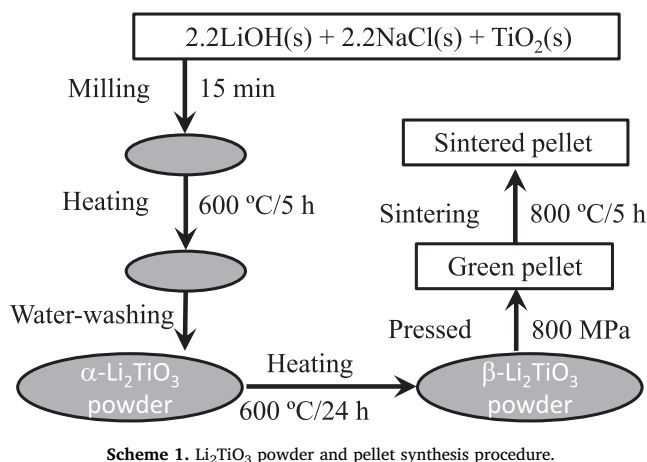 2.2LiOH(s) + 2.2NaCl(s) + TiO₂(s)
Milling 15 min
Heating 600 ºC/5 h
Water-washing
α-Li₂TiO₃
powder
Heating
600 ºC/24 h
β-Li₂TiO₃
powder
Pressed 800 MPa
Green pellet
Sintering 800 ºC/5 h
Sintered pellet
Scheme 1. Li₂TiO₃ powder and pellet synthesis procedure.